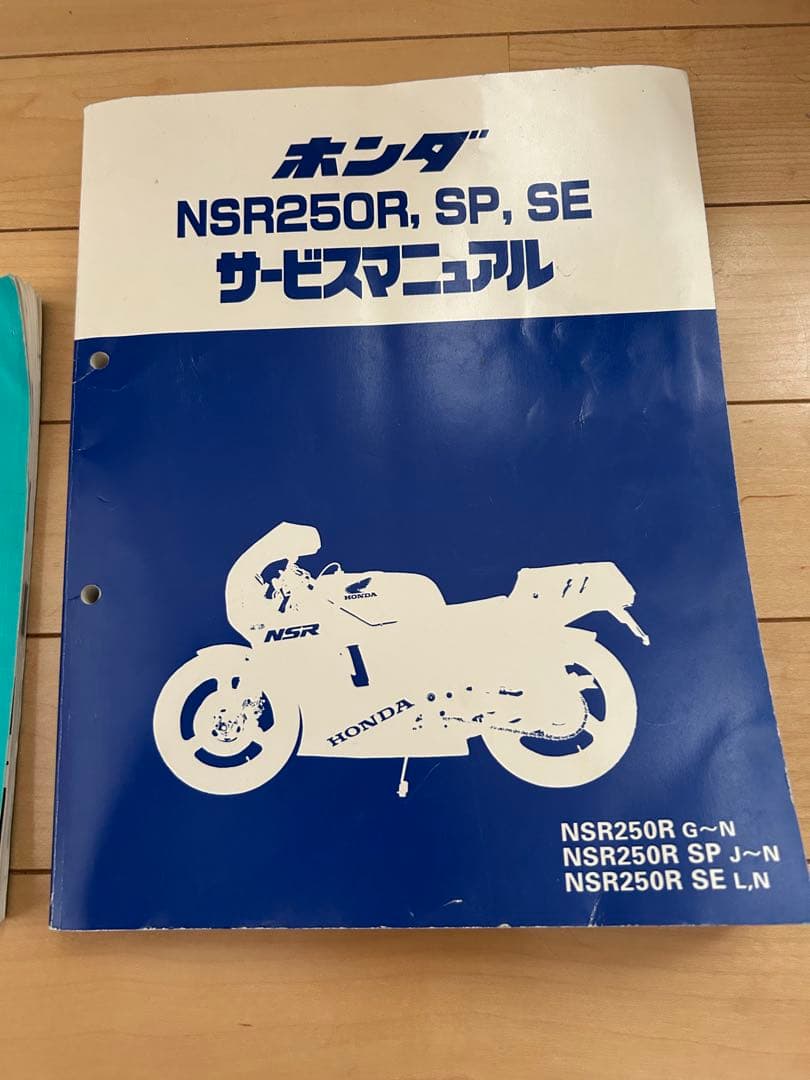 ホンダ
NSR250R, SP, SE
サービスマニュアル
HONDA
NSR
HONDA
NSR250R G〜N
NSR250R SP J〜N
NSR250R SE L,N